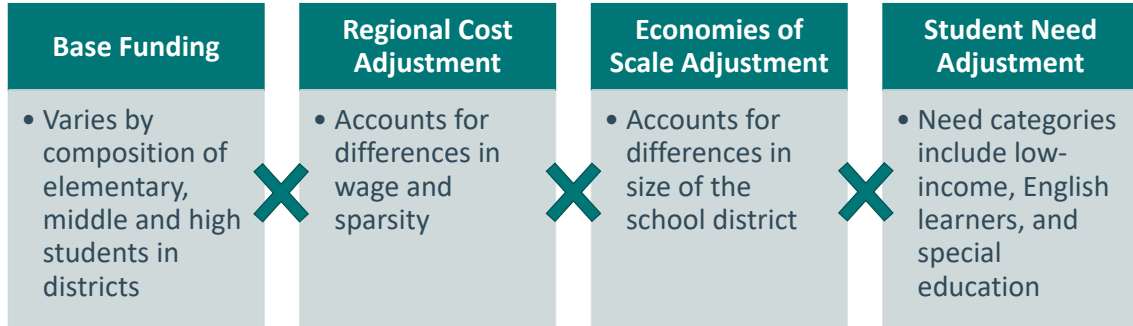 Base Funding
• Varies by
composition of
elementary,
middle and high
students in
districts
Regional Cost
Adjustment
• Accounts for
differences in
wage and
sparsity
Economies of
Scale Adjustment
• Accounts for
differences in
size of the
school district
Student Need
Adjustment
• Need categories
include low-
income, English
learners, and
special
education